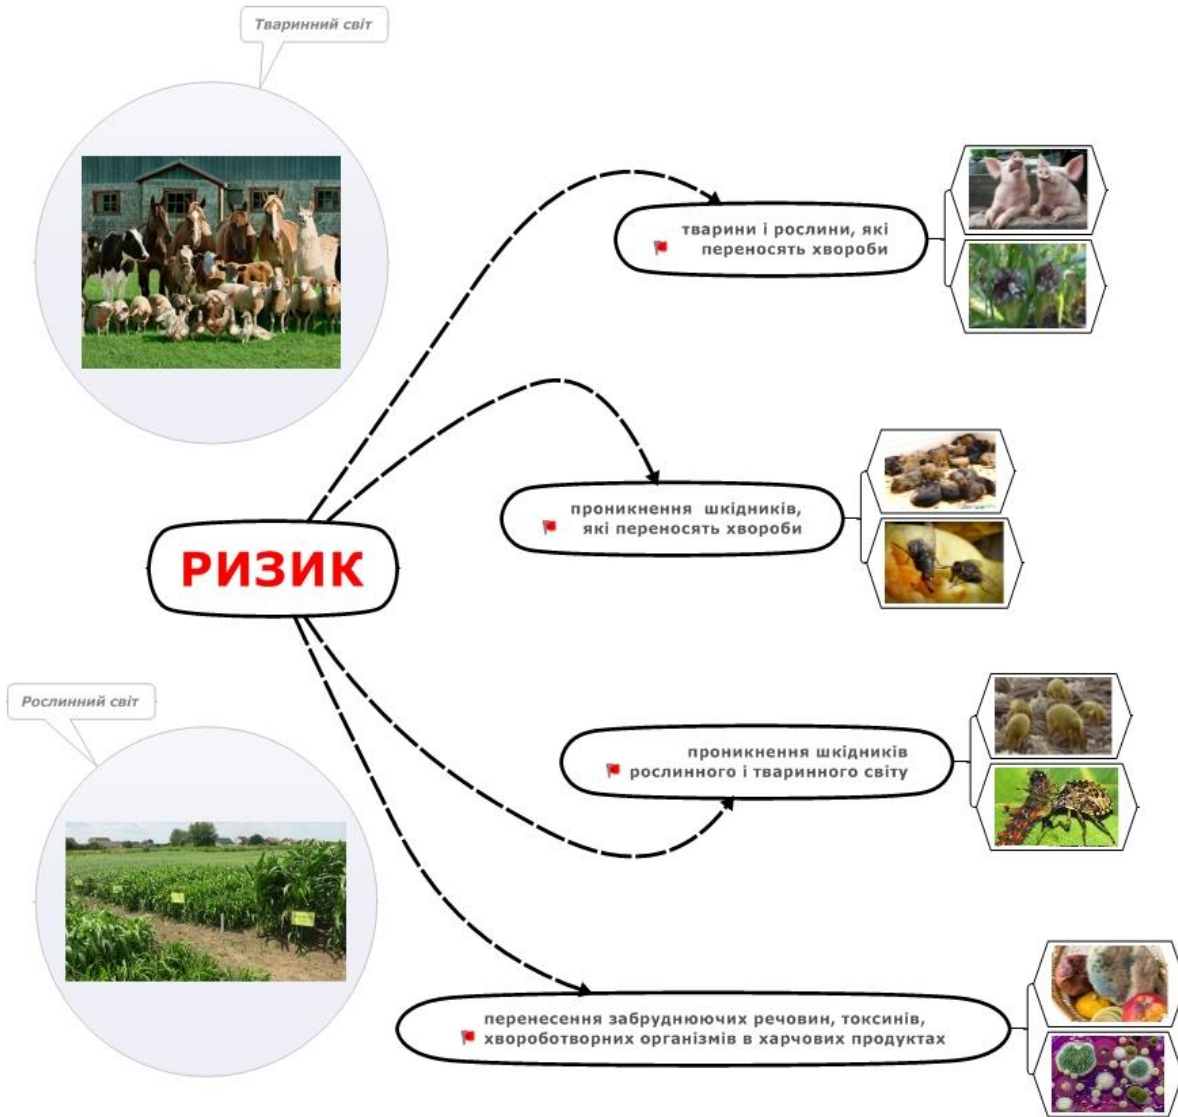 Тваринний світ
тварини і рослини, які
переносять хвороби
проникнення шкідників,
які переносять хвороби
РИЗИК
Рослинний світ
проникнення шкідників
рослинного і тваринного світу
перенесення забруднюючих речовин, токсинів,
хвороботворних організмів в харчових продуктах